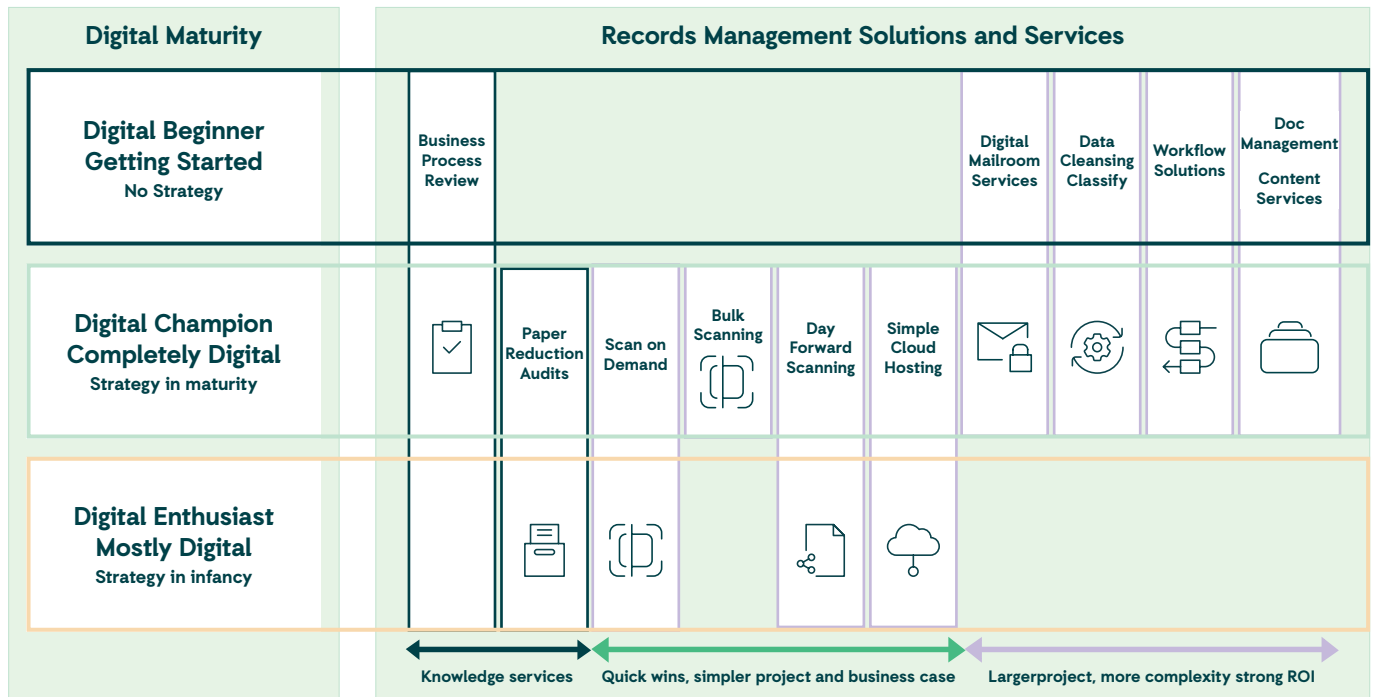 Digital Maturity
Records Management Solutions and Services
Digital Beginner
Getting Started
No Strategy
Business
Process
Review
Digital
Mailroom
Services
Data
Cleansing
Classify
Workflow
Solutions
Doc
Management
Content
Services
Digital Champion
Completely Digital
Strategy in maturity
Paper
Reduction
Audits
Scan on
Demand
Bulk
Scanning
Day
Forward
Scanning
Simple
Cloud
Hosting
Digital Enthusiast
Mostly Digital
Strategy in infancy
Knowledge services
Quick wins, simpler project and business case
Largerproject, more complexity strong ROI